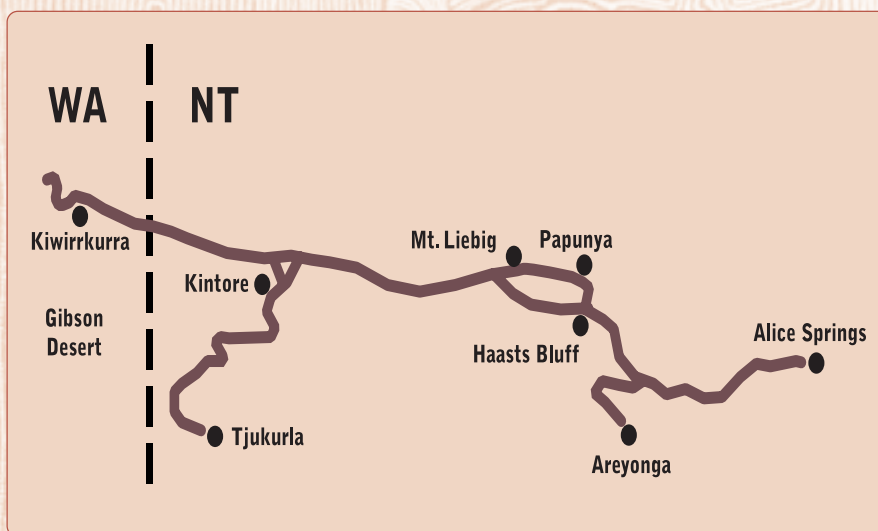 WA
NT
Mt. Liebig
Papunya
Kiwirrkurra
Kintore
Gibson
Desert
Haasts Bluff
Alice Springs
Tjukurla
Areyonga